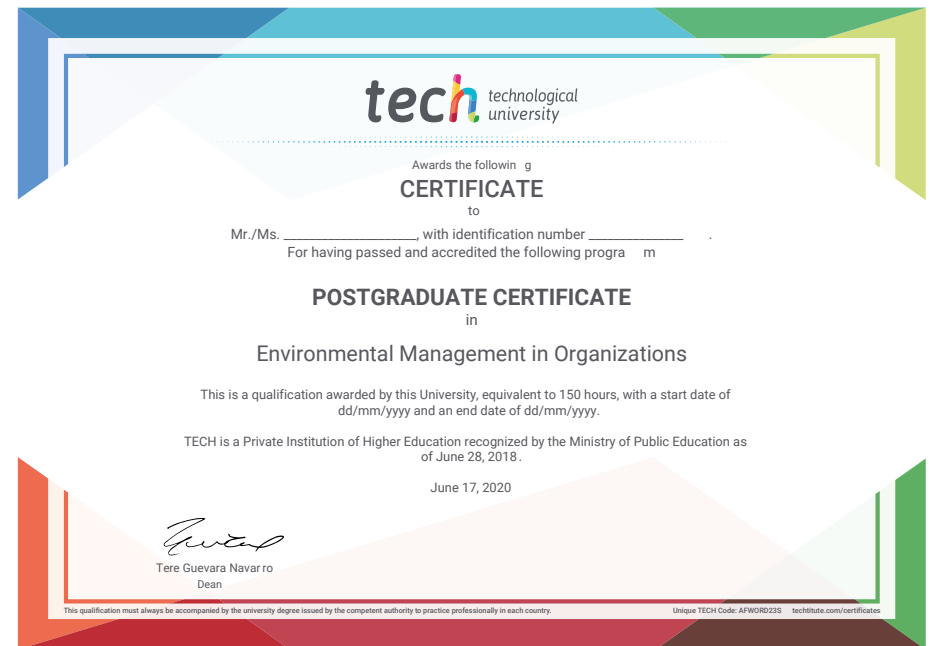 tech technological
university
Awards the followin g
CERTIFICATE
to
Mr./Ms. ____________________, with identification number ______________ .
For having passed and accredited the following progra m
POSTGRADUATE CERTIFICATE
in
Environmental Management in Organizations
This is a qualification awarded by this University, equivalent to 150 hours, with a start date of
dd/mm/yyyy and an end date of dd/mm/yyyy.
TECH is a Private Institution of Higher Education recognized by the Ministry of Public Education as
of June 28, 2018.
June 17, 2020
Tere Guevara Navarro
Dean
This qualification must always be accompanied by the university degree issued by the competent authority to practice professionally in each country. Unique TECH Code: AFWORD23S techtitute.com/certificates